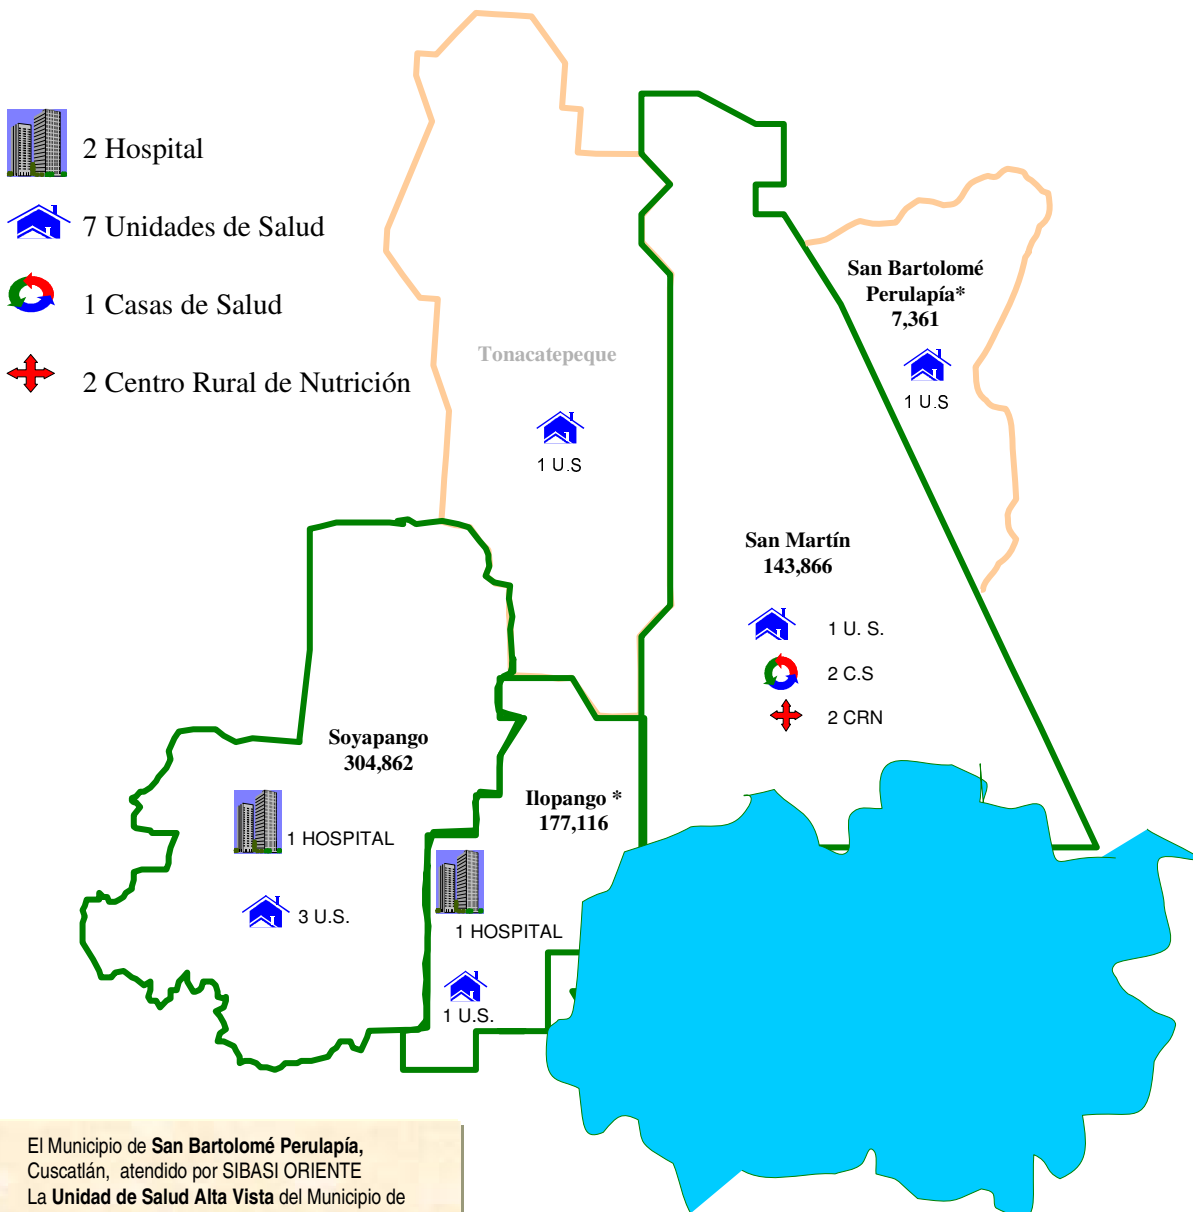 2 Hospital
7 Unidades de Salud
1 Casas de Salud
2 Centro Rural de Nutrición
Tonacatepeque
1 U.S
San Bartolomé
Perulapía*
7,361
1 U.S
San Martín
143,866
1 U. S.
2 C.S
2 CRN
Soyapango
304,862
1 HOSPITAL
3 U.S.
Ilopango *
177,116
1 HOSPITAL
1 U.S.
El Municipio de San Bartolomé Perulapía,
Cuscatlán, atendido por SIBASI ORIENTE
La Unidad de Salud Alta Vista del Municipio de